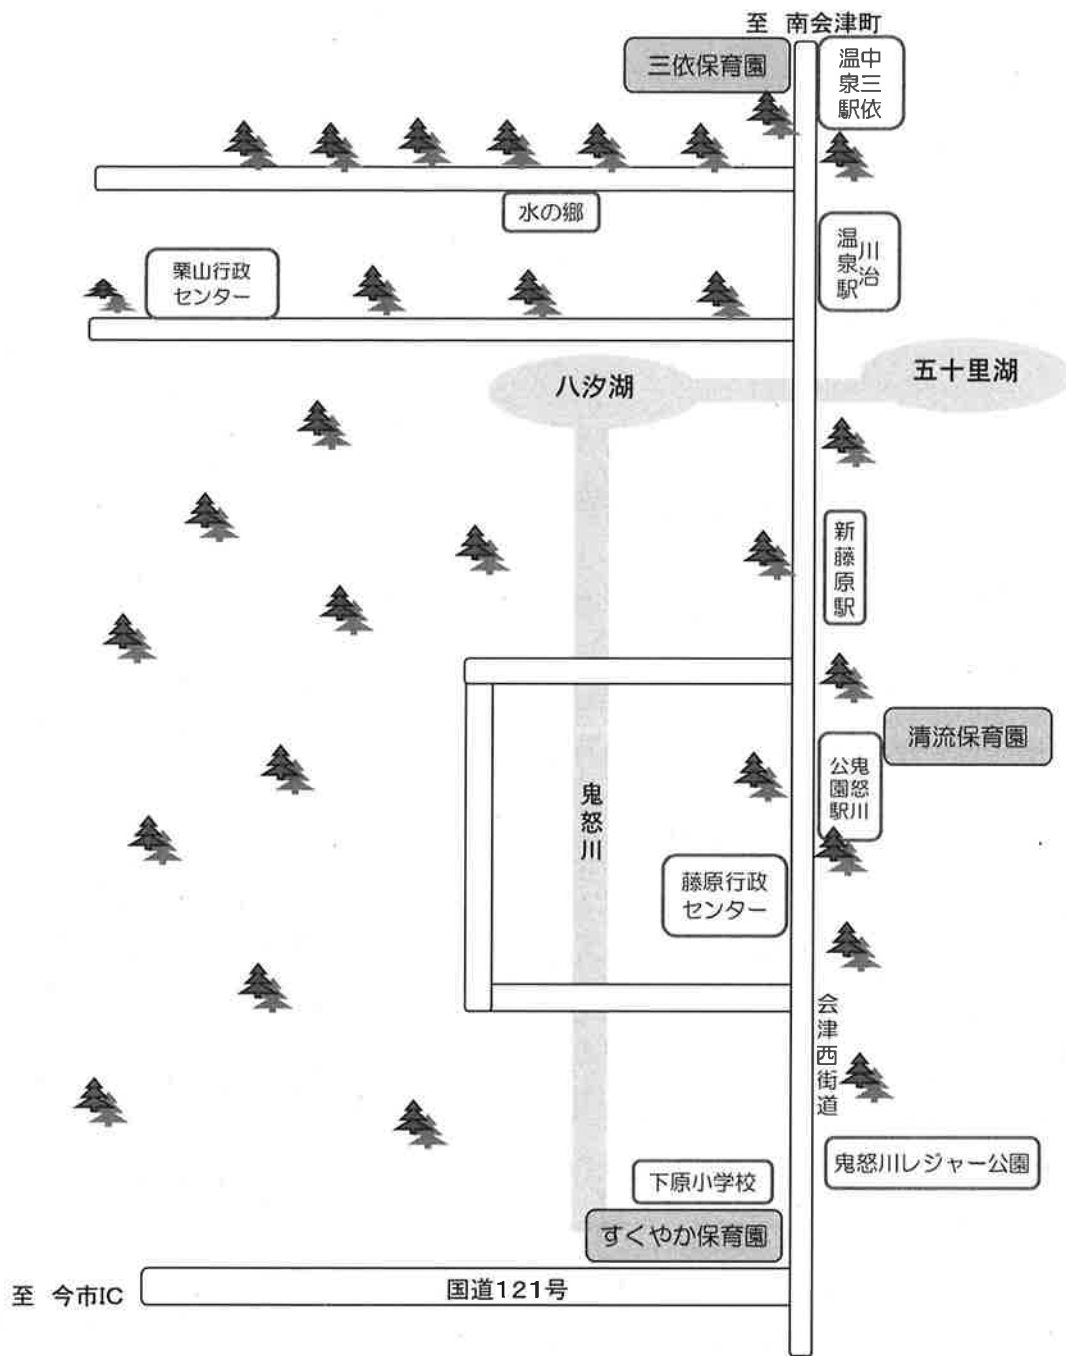 至 南会津町
三依保育園
中三依
温泉駅
水の郷
川治
温泉駅
栗山行政
センター
八汐湖
五十里湖
新藤原駅
清流保育園
鬼怒川
公園駅
鬼怒川
藤原行政
センター
会津西街道
鬼怒川レジャー公園
下原小学校
すくやか保育園
国道121号
至 今市IC